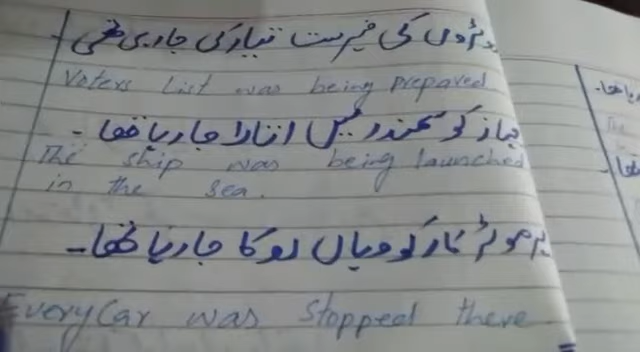 ووٹروں کی فہرست تیار کی جا رہی تھی
Voters List was being prepared
جہاز کو سمندر میں اتارا جا رہا تھا ۔
The ship was being launched
in the sea.
ہر موٹر کار کو وہاں روکا جا رہا تھا۔
Every Car was stopped there